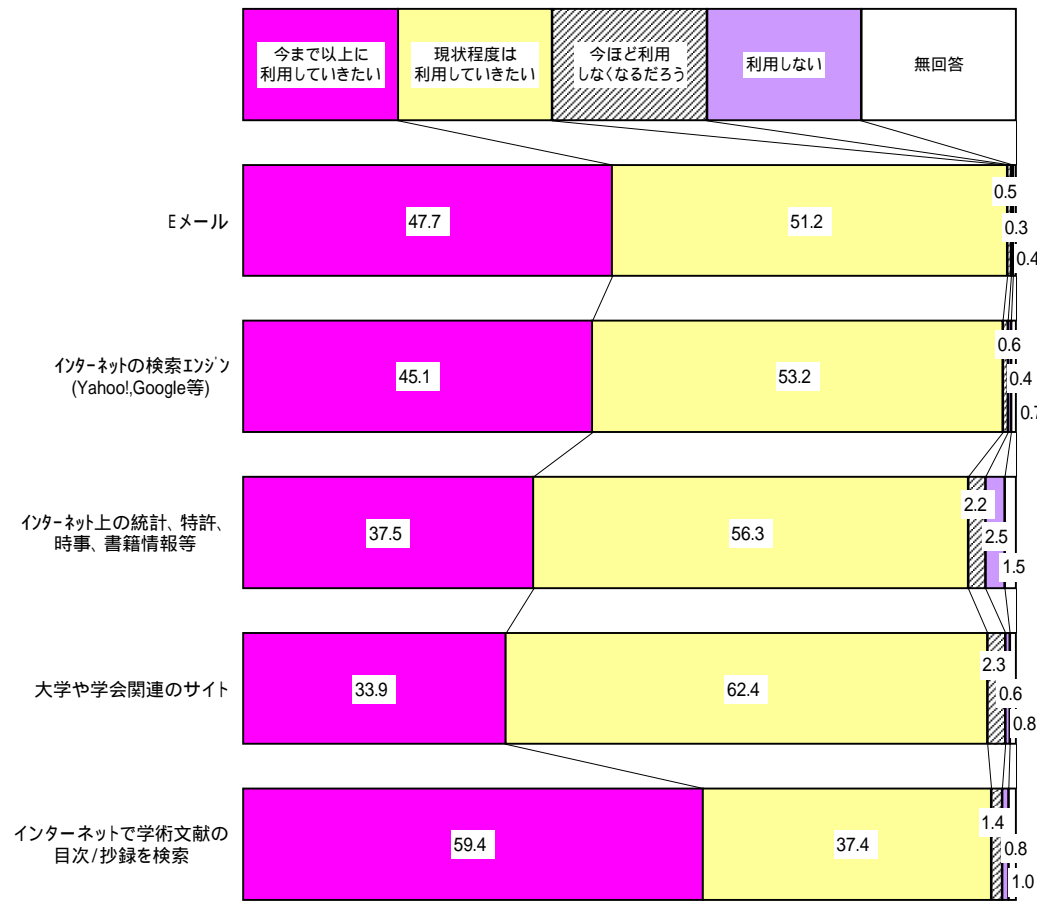 今まで以上に
利用していきたい
現状程度は
利用していきたい
今ほど利用
しなくなるだろう
利用しない
無回答
Eメール
47.7
51.2
0.5
0.3
0.4
インターネットの検索エンジン
(Yahoo!,Google等)
45.1
53.2
0.6
0.4
0.7
インターネット上の統計、特許、
時事、書籍情報等
37.5
56.3
2.2
2.5
1.5
大学や学会関連のサイト
33.9
62.4
2.3
0.6
0.8
インターネットで学術文献の
目次/抄録を検索
59.4
37.4
1.4
0.8
1.0